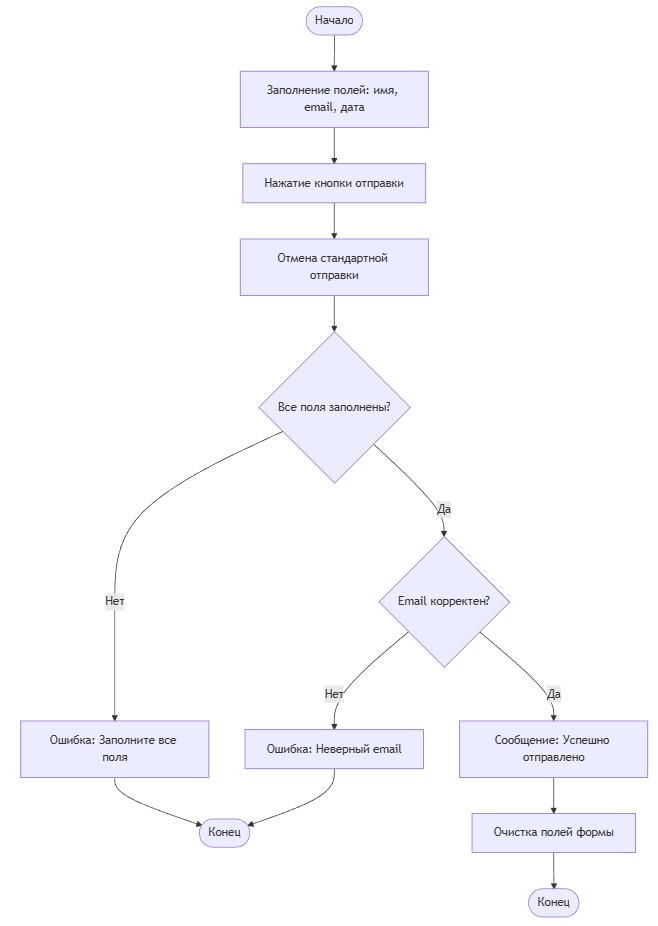 Начало
Заполнение полей: имя,
email, дата
Нажатие кнопки отправки
Отмена стандартной
отправки
Все поля заполнены?
Да
Нет
Email корректен?
Нет
Да
Ошибка: Заполните все
поля
Ошибка: Неверный email
Сообщение: Успешно
отправлено
Конец
Очистка полей формы
Конец